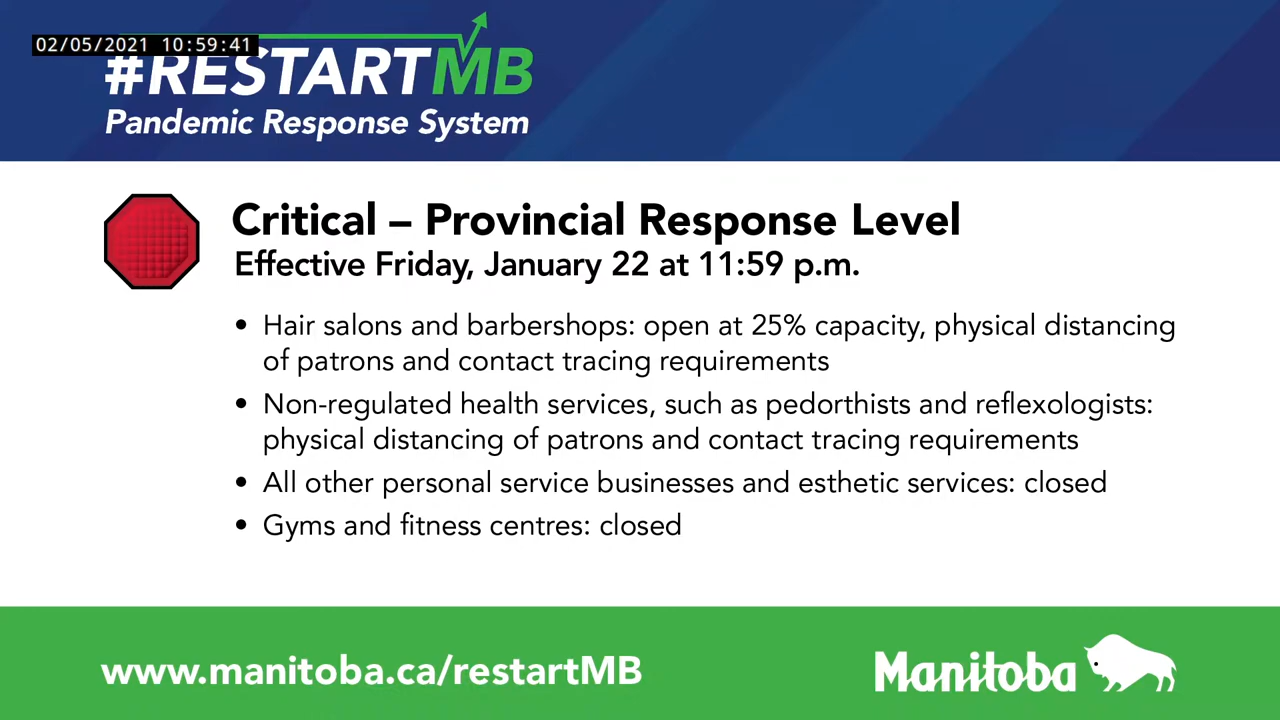 02/05/2021 10:59:41
#RESTARTMB
Pandemic Response System
Critical – Provincial Response Level
Effective Friday, January 22 at 11:59 p.m.
• Hair salons and barbershops: open at 25% capacity, physical distancing
of patrons and contact tracing requirements
• Non-regulated health services, such as pedorthists and reflexologists:
physical distancing of patrons and contact tracing requirements
• All other personal service businesses and esthetic services: closed
• Gyms and fitness centres: closed
www.manitoba.ca/restartMB
Manitoba